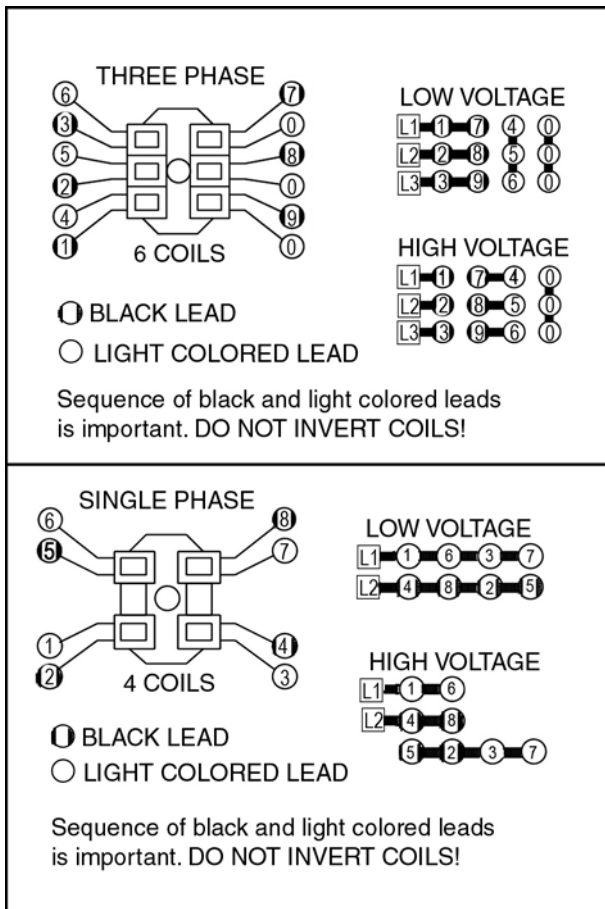 THREE PHASE
6
3
5
2
4
1
7
0
8
0
9
0
6 COILS
LOW VOLTAGE
L1 1 7 4 0
L2 2 8 5 0
L3 3 9 6 0
HIGH VOLTAGE
L1 1 7 4 0
L2 2 8 5 0
L3 3 9 6 0
BLACK LEAD
LIGHT COLORED LEAD
Sequence of black and light colored leads
is important. DO NOT INVERT COILS!
SINGLE PHASE
6
5
1
2
8
7
4
3
4 COILS
LOW VOLTAGE
L1 1 6 3 7
L2 4 8 2 5
HIGH VOLTAGE
L1 1 6
L2 4 8
5 2 3 7
BLACK LEAD
LIGHT COLORED LEAD
Sequence of black and light colored leads
is important. DO NOT INVERT COILS!